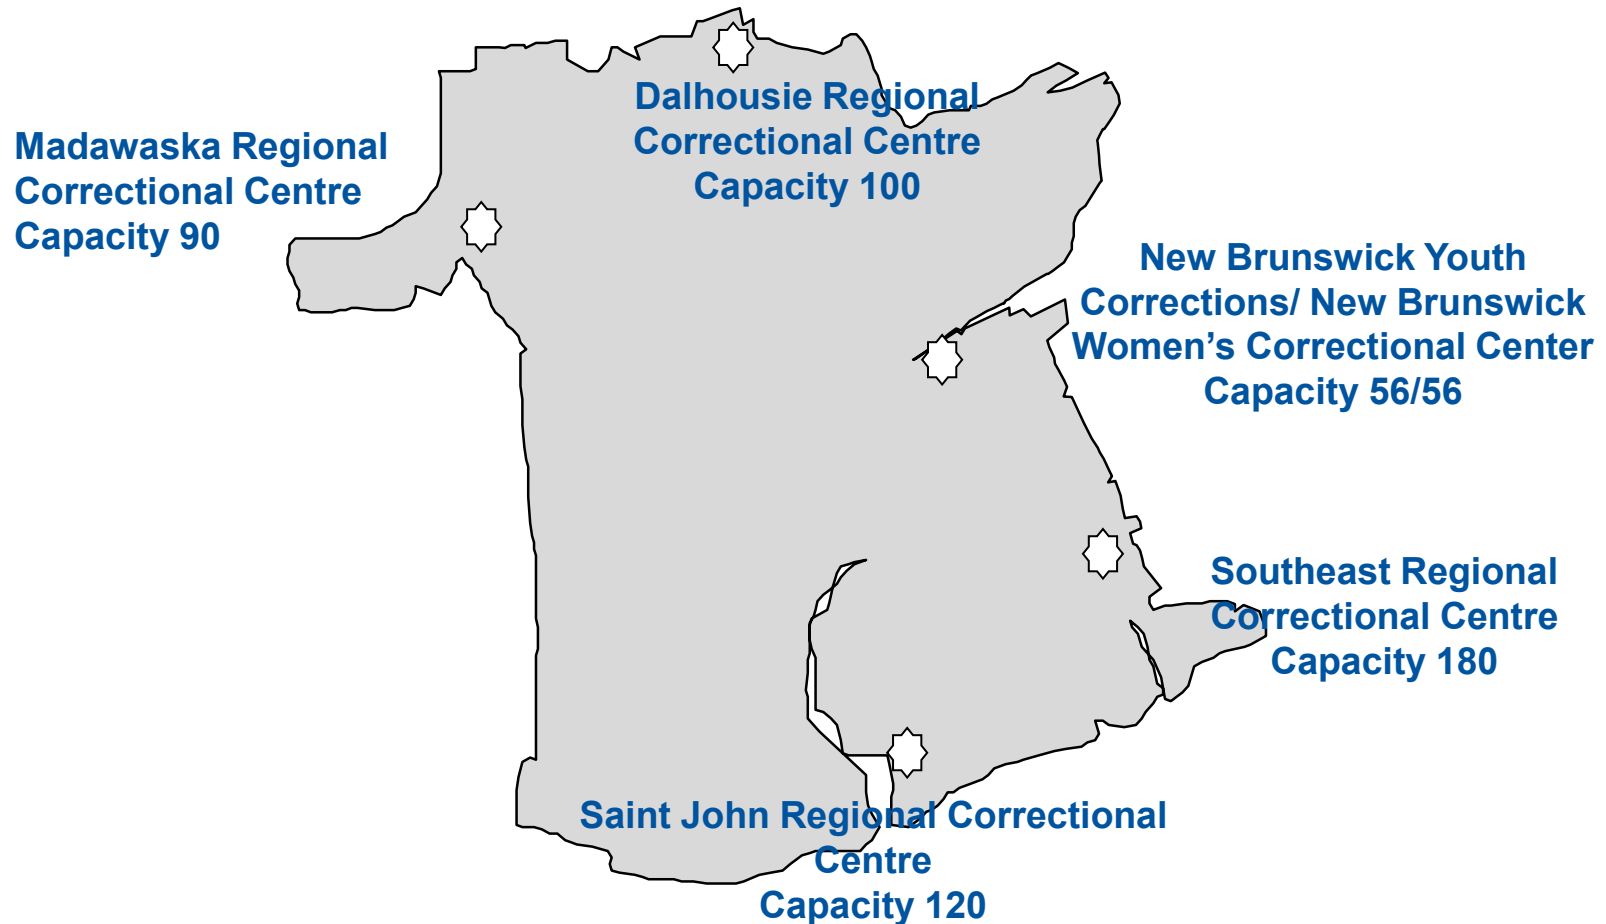 Dalhousie Regional
Correctional Centre
Capacity 100
Madawaska Regional
Correctional Centre
Capacity 90
New Brunswick Youth
Corrections/ New Brunswick
Women’s Correctional Center
Capacity 56/56
Southeast Regional
Correctional Centre
Capacity 180
Saint John Regional Correctional
Centre
Capacity 120